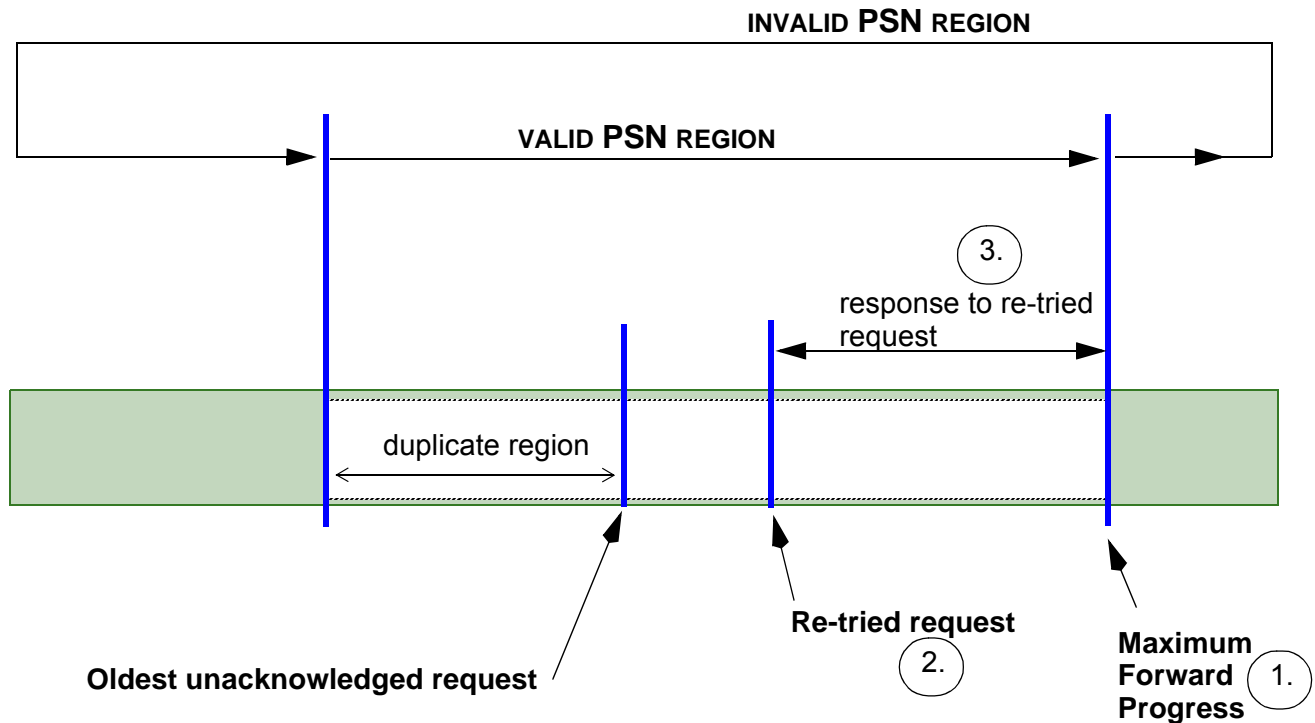 INVALID PSN REGION
VALID PSN REGION
3.
response to re-tried
request
duplicate region
Oldest unacknowledged request
Re-tried request
2.
Maximum
Forward
Progress
1.